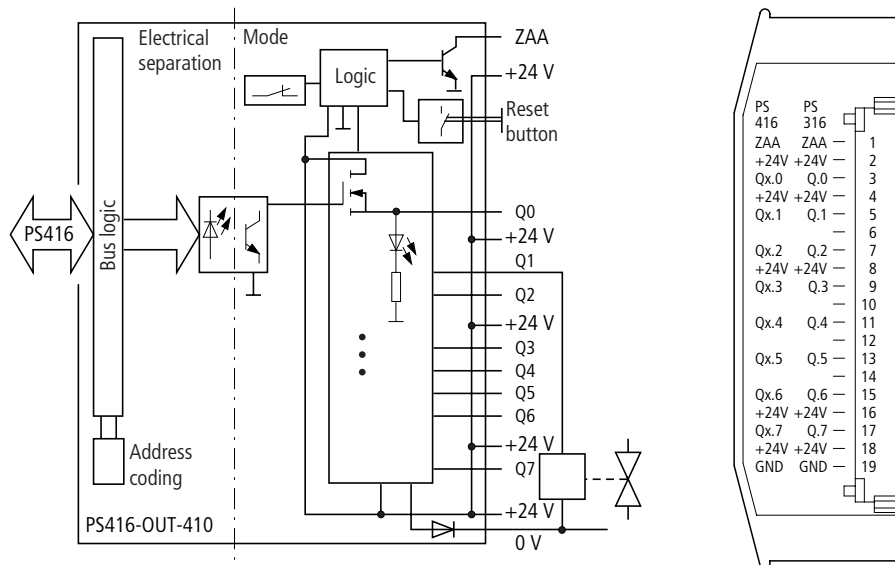 Electrical
separation
Mode
ZAA
+24 V
Logic
Reset
button
PS416
Bus logic
Q0
+24 V
Q1
Q2
+24 V
Q3
Q4
Q5
Q6
+24 V
Q7
Address
coding
+24 V
0 V
PS416-OUT-410
PS PS
416 316
ZAA ZAA — 1
+24V +24V — 2
Qx.0 Q.0 — 3
+24V +24V — 4
Qx.1 Q.1 — 5
— 6
Qx.2 Q.2 — 7
+24V +24V — 8
Qx.3 Q.3 — 9
— 10
Qx.4 Q.4 — 11
— 12
Qx.5 Q.5 — 13
— 14
Qx.6 Q.6 — 15
+24V +24V — 16
Qx.7 Q.7 — 17
+24V +24V — 18
GND GND — 19